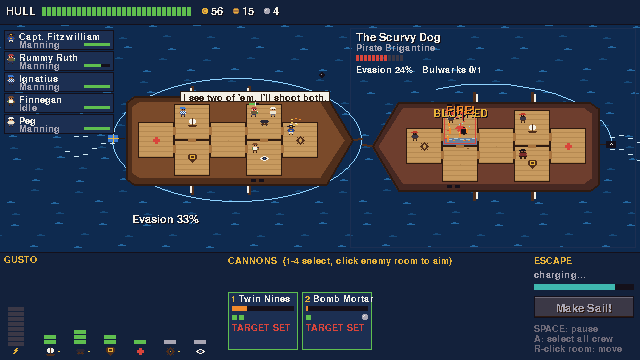 HULL
56
15
4
Capt. Fitzwilliam
Manning
Rummy Ruth
Manning
Ignatius
Idle
Finnegan
Idle
Peg
Manning
The Scurvy Dog
Pirate Brigantine
Evasion 24% Bulwarks 0/1
I see two of 'em. I'll shoot both
FIRE
BLOCKED
Evasion 33%
GUSTO
CANNONS (1-4 select, click enemy room to aim)
1 Twin Nines
TARGET SET
2 Bomb Mortar
TARGET SET
ESCAPE
charging...
Make Sail!
SPACE: pause
A: select all crew
R-click room: move